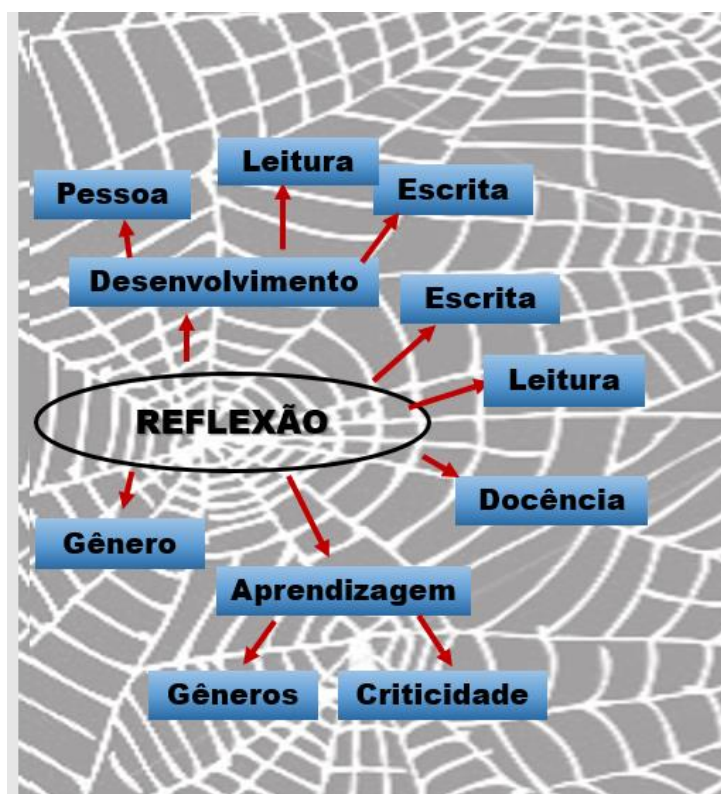 Leitura
Pessoa
Escrita
Desenvolvimento
Escrita
Leitura
REFLEXÃO
Docência
Gênero
Aprendizagem
Gêneros
Criticidade